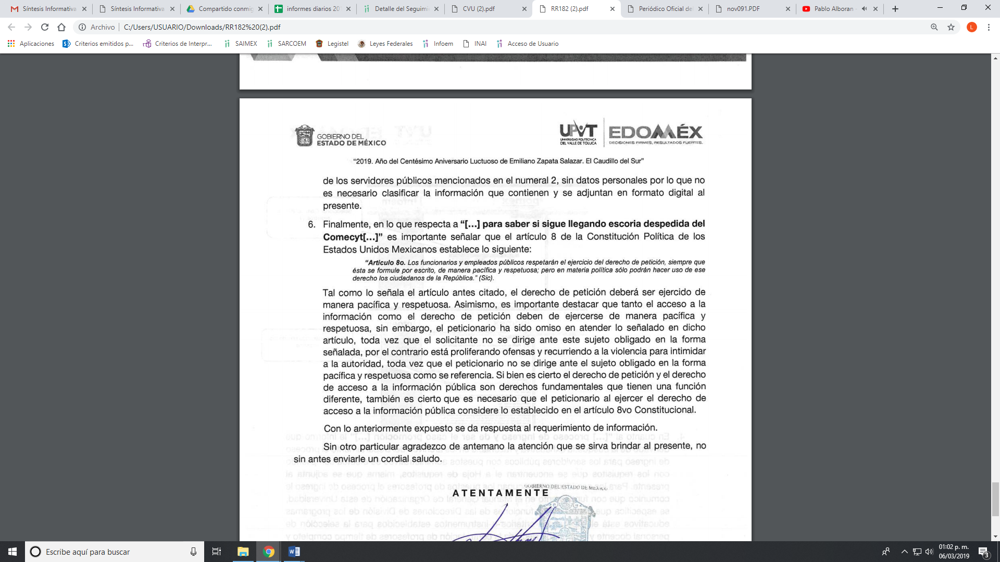 Síntesis Informativa
Síntesis Informativa
Compartido conmig
informes diarios 20
Detalle del Seguimi
CVU (2).pdf
RR182 (2).pdf
Periódico Oficial de
nov091.PDF
Pablo Alboran -
Archivo
C:/Users/USUARIO/Downloads/RR182%20(2).pdf
L
Aplicaciones
Criterios emitidos p...
Criterios de Interpr...
SAIMEX
SARCOEM
Legistel
Leyes Federales
Infoem
INAI
Acceso de Usuario
GOBIERNO DEL
ESTADO DE MÉXICO
UPVT
UNIVERSIDAD POLITÉCNICA
DEL VALLE DE TOLUCA
EDOMÉX
DECISIONES FIRMES, RESULTADOS FUERTES.
“2019. Año del Centésimo Aniversario Luctuoso de Emiliano Zapata Salazar. El Caudillo del Sur”
de los servidores públicos mencionados en el numeral 2, sin datos personales por lo que no
es necesario clasificar la información que contienen y se adjuntan en formato digital al
presente.
6. Finalmente, en lo que respecta a “[...] para saber si sigue llegando escoria despedida del
Comecyt[...]” es importante señalar que el artículo 8 de la Constitución Política de los
Estados Unidos Mexicanos establece lo siguiente:
“Artículo 8o. Los funcionarios y empleados públicos respetarán el ejercicio del derecho de petición, siempre que
ésta se formule por escrito, de manera pacífica y respetuosa; pero en materia política sólo podrán hacer uso de ese
derecho los ciudadanos de la República.” (Sic).
Tal como lo señala el artículo antes citado, el derecho de petición deberá ser ejercido de
manera pacífica y respetuosa. Asimismo, es importante destacar que tanto el acceso a la
información como el derecho de petición deben de ejercerse de manera pacífica y
respetuosa, sin embargo, el peticionario ha sido omiso en atender lo señalado en dicho
artículo, toda vez que el solicitante no se dirige ante este sujeto obligado en la forma
señalada, por el contrario está proliferando ofensas y recurriendo a la violencia para intimidar
a la autoridad, toda vez que el peticionario no se dirige ante el sujeto obligado en la forma
pacífica y respetuosa como se referencia. Si bien es cierto el derecho de petición y el derecho
de acceso a la información pública son derechos fundamentales que tienen una función
diferente, también es cierto que es necesario que el peticionario al ejercer el derecho de
acceso a la información pública considere lo establecido en el artículo 8vo Constitucional.
Con lo anteriormente expuesto se da respuesta al requerimiento de información.
Sin otro particular agradezco de antemano la atención que se sirva brindar al presente, no
sin antes enviarle un cordial saludo.
GOBIERNO DEL ESTADO DE MÉXICO
ATENTAMENTE
Escribe aquí para buscar
01:02 p. m.
06/03/2019
3